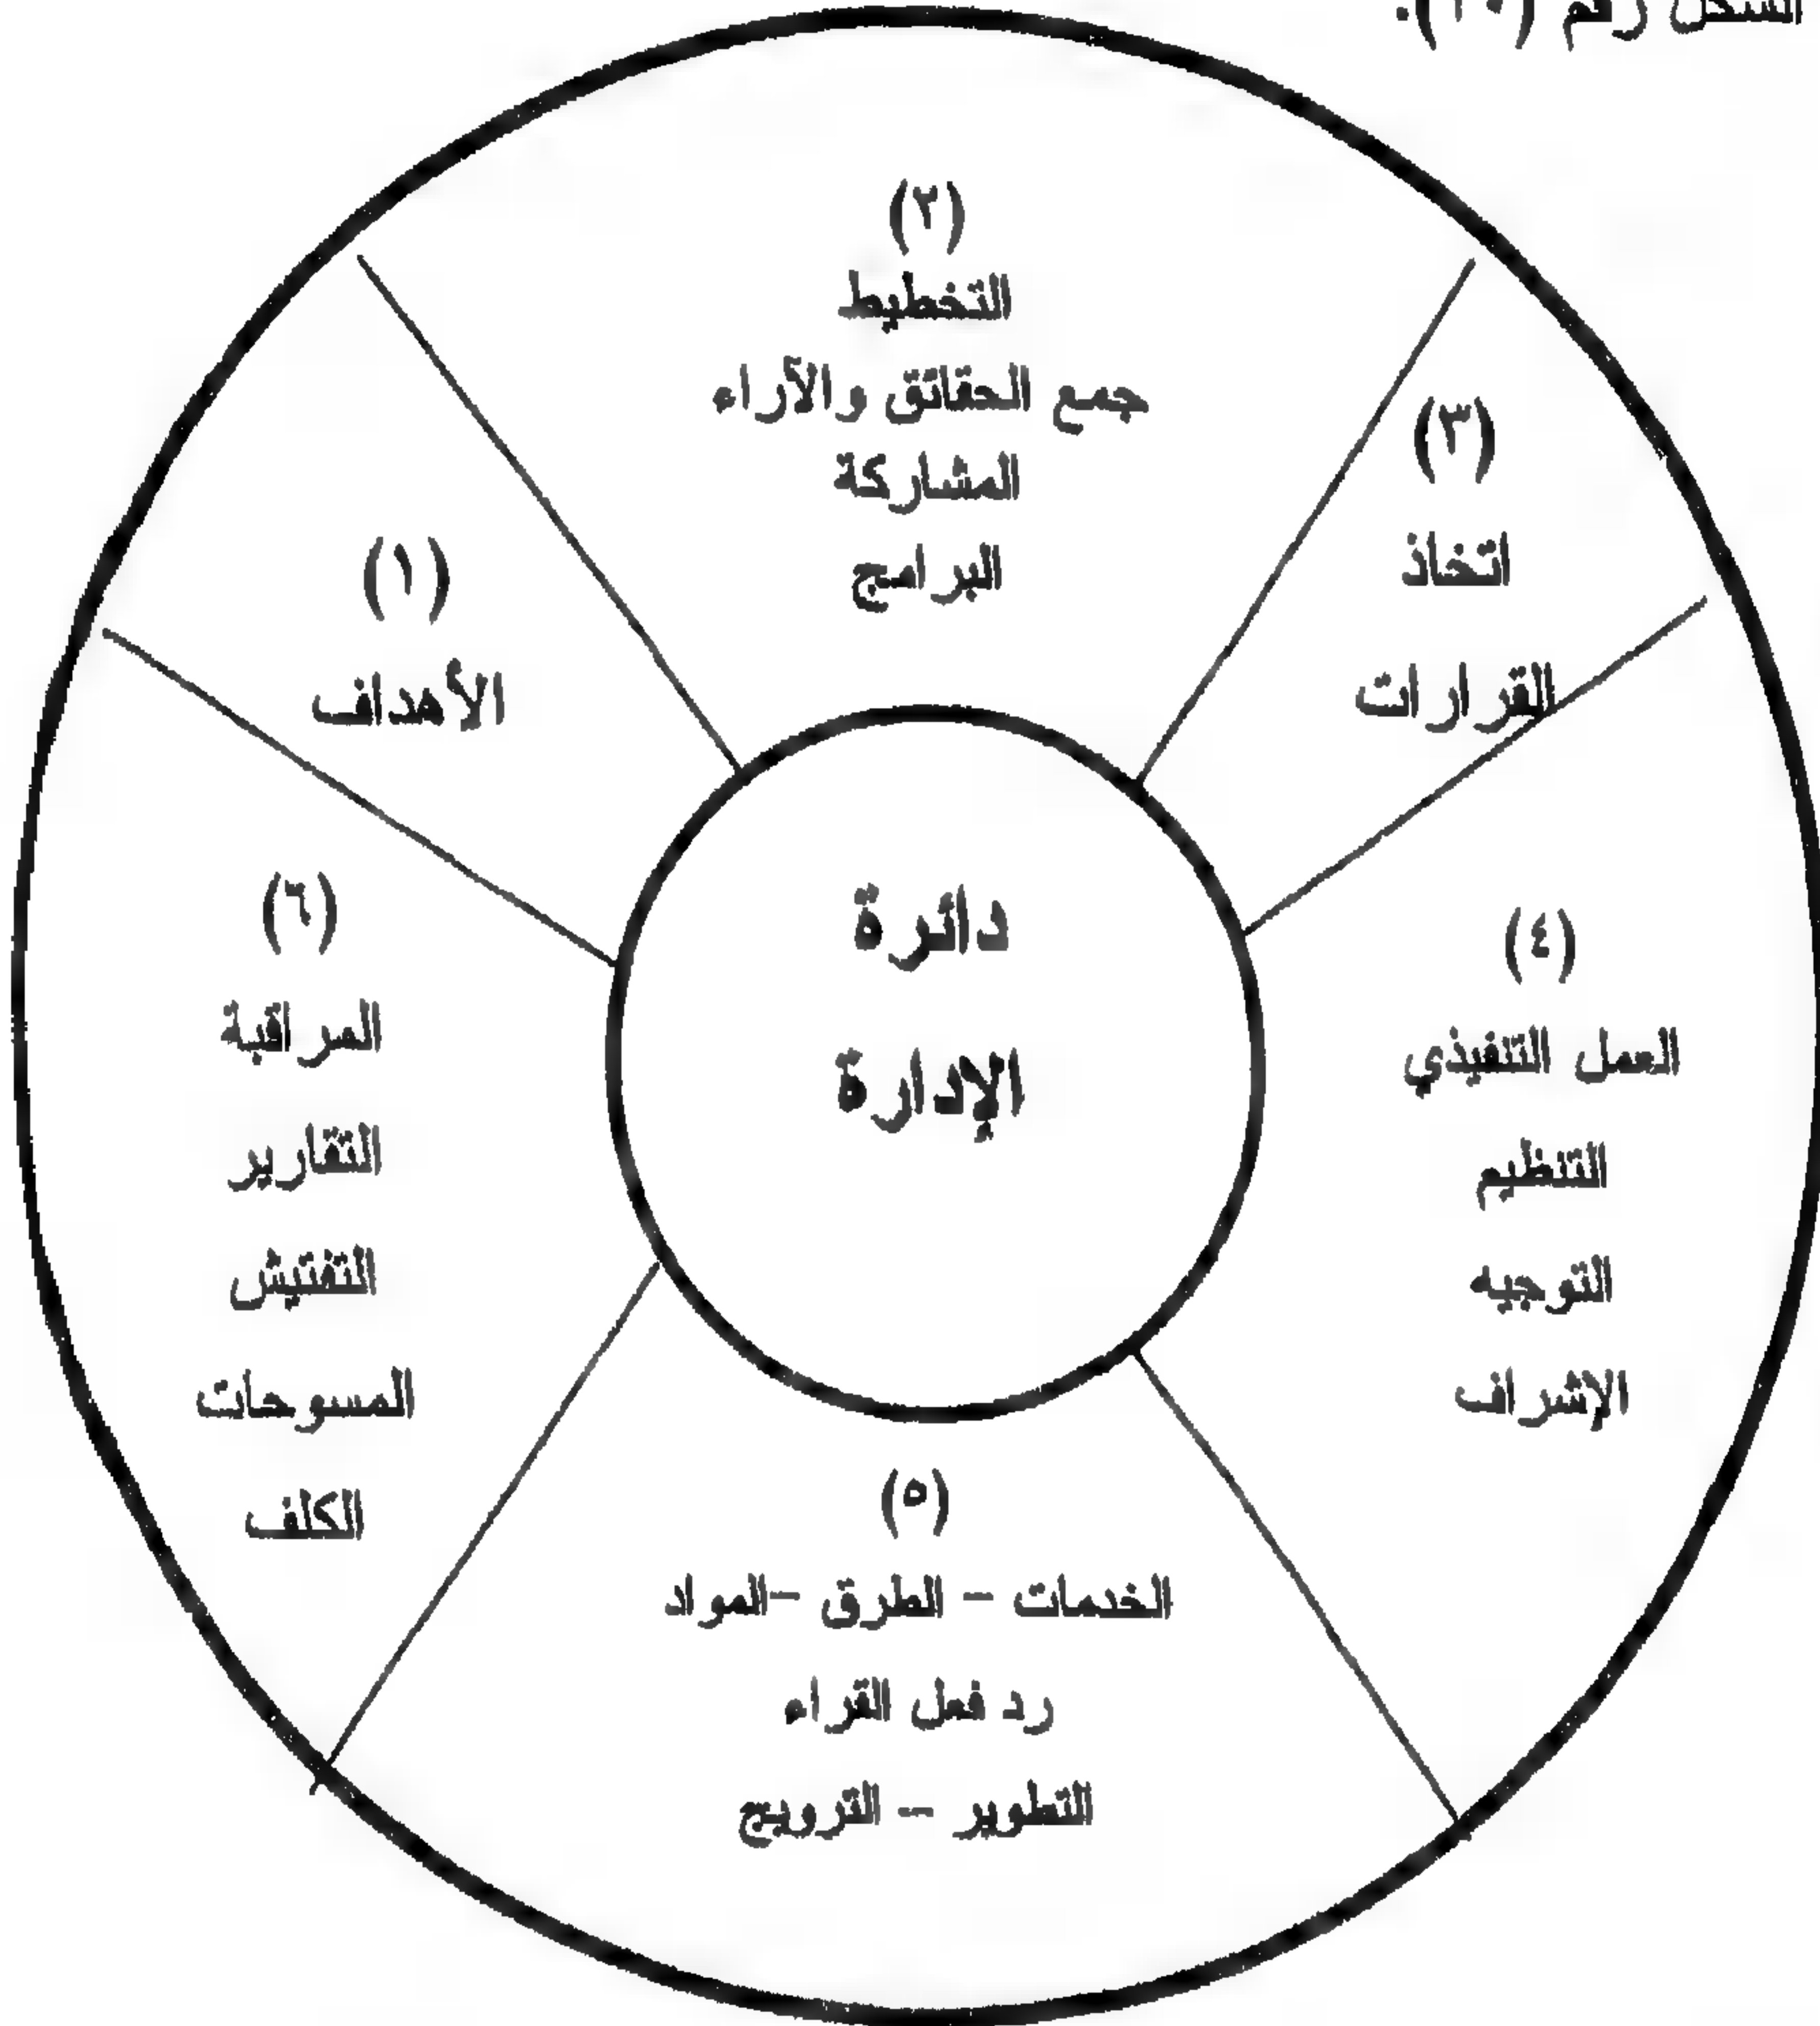 الشكل رقم (٢٠).
(١)
الأهداف
(٢)
التخطيط
جمع الحقائق والآراء
المشاركة
البرامج
(٣)
اتخاذ
القرارات
(٤)
العمل التنفيذي
التنظيم
التوجيه
الإشراف
(٥)
الخدمات – الطرق –المواد
رد فعل القراء
التطوير – الترويج
(٦)
المراقبة
التقارير
التفتيش
المسوحات
الكلف
دائرة
الإدارة